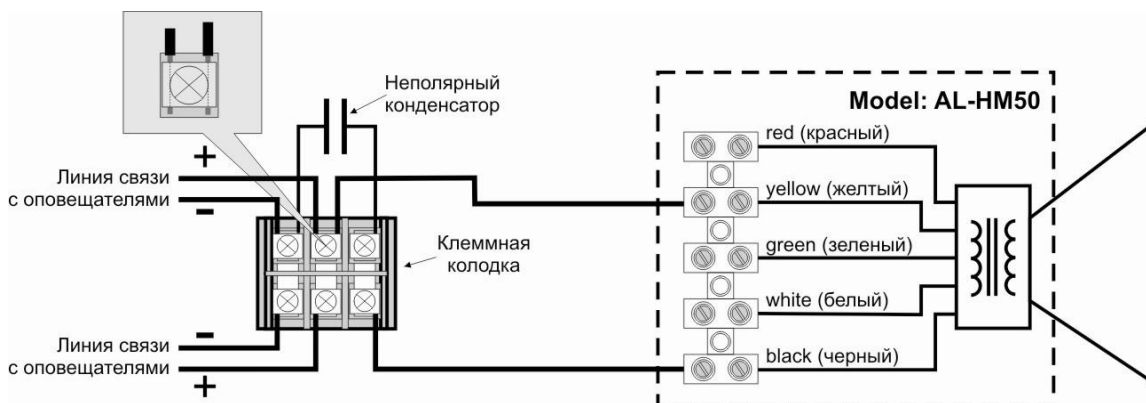 Неполярный
конденсатор
Model: AL-HM50
red (красный)
+
Линия связи
с оповещателями
-
yellow (желтый)
Клеммная
колодка
green (зеленый)
white (белый)
-
Линия связи
с оповещателями
+
black (черный)